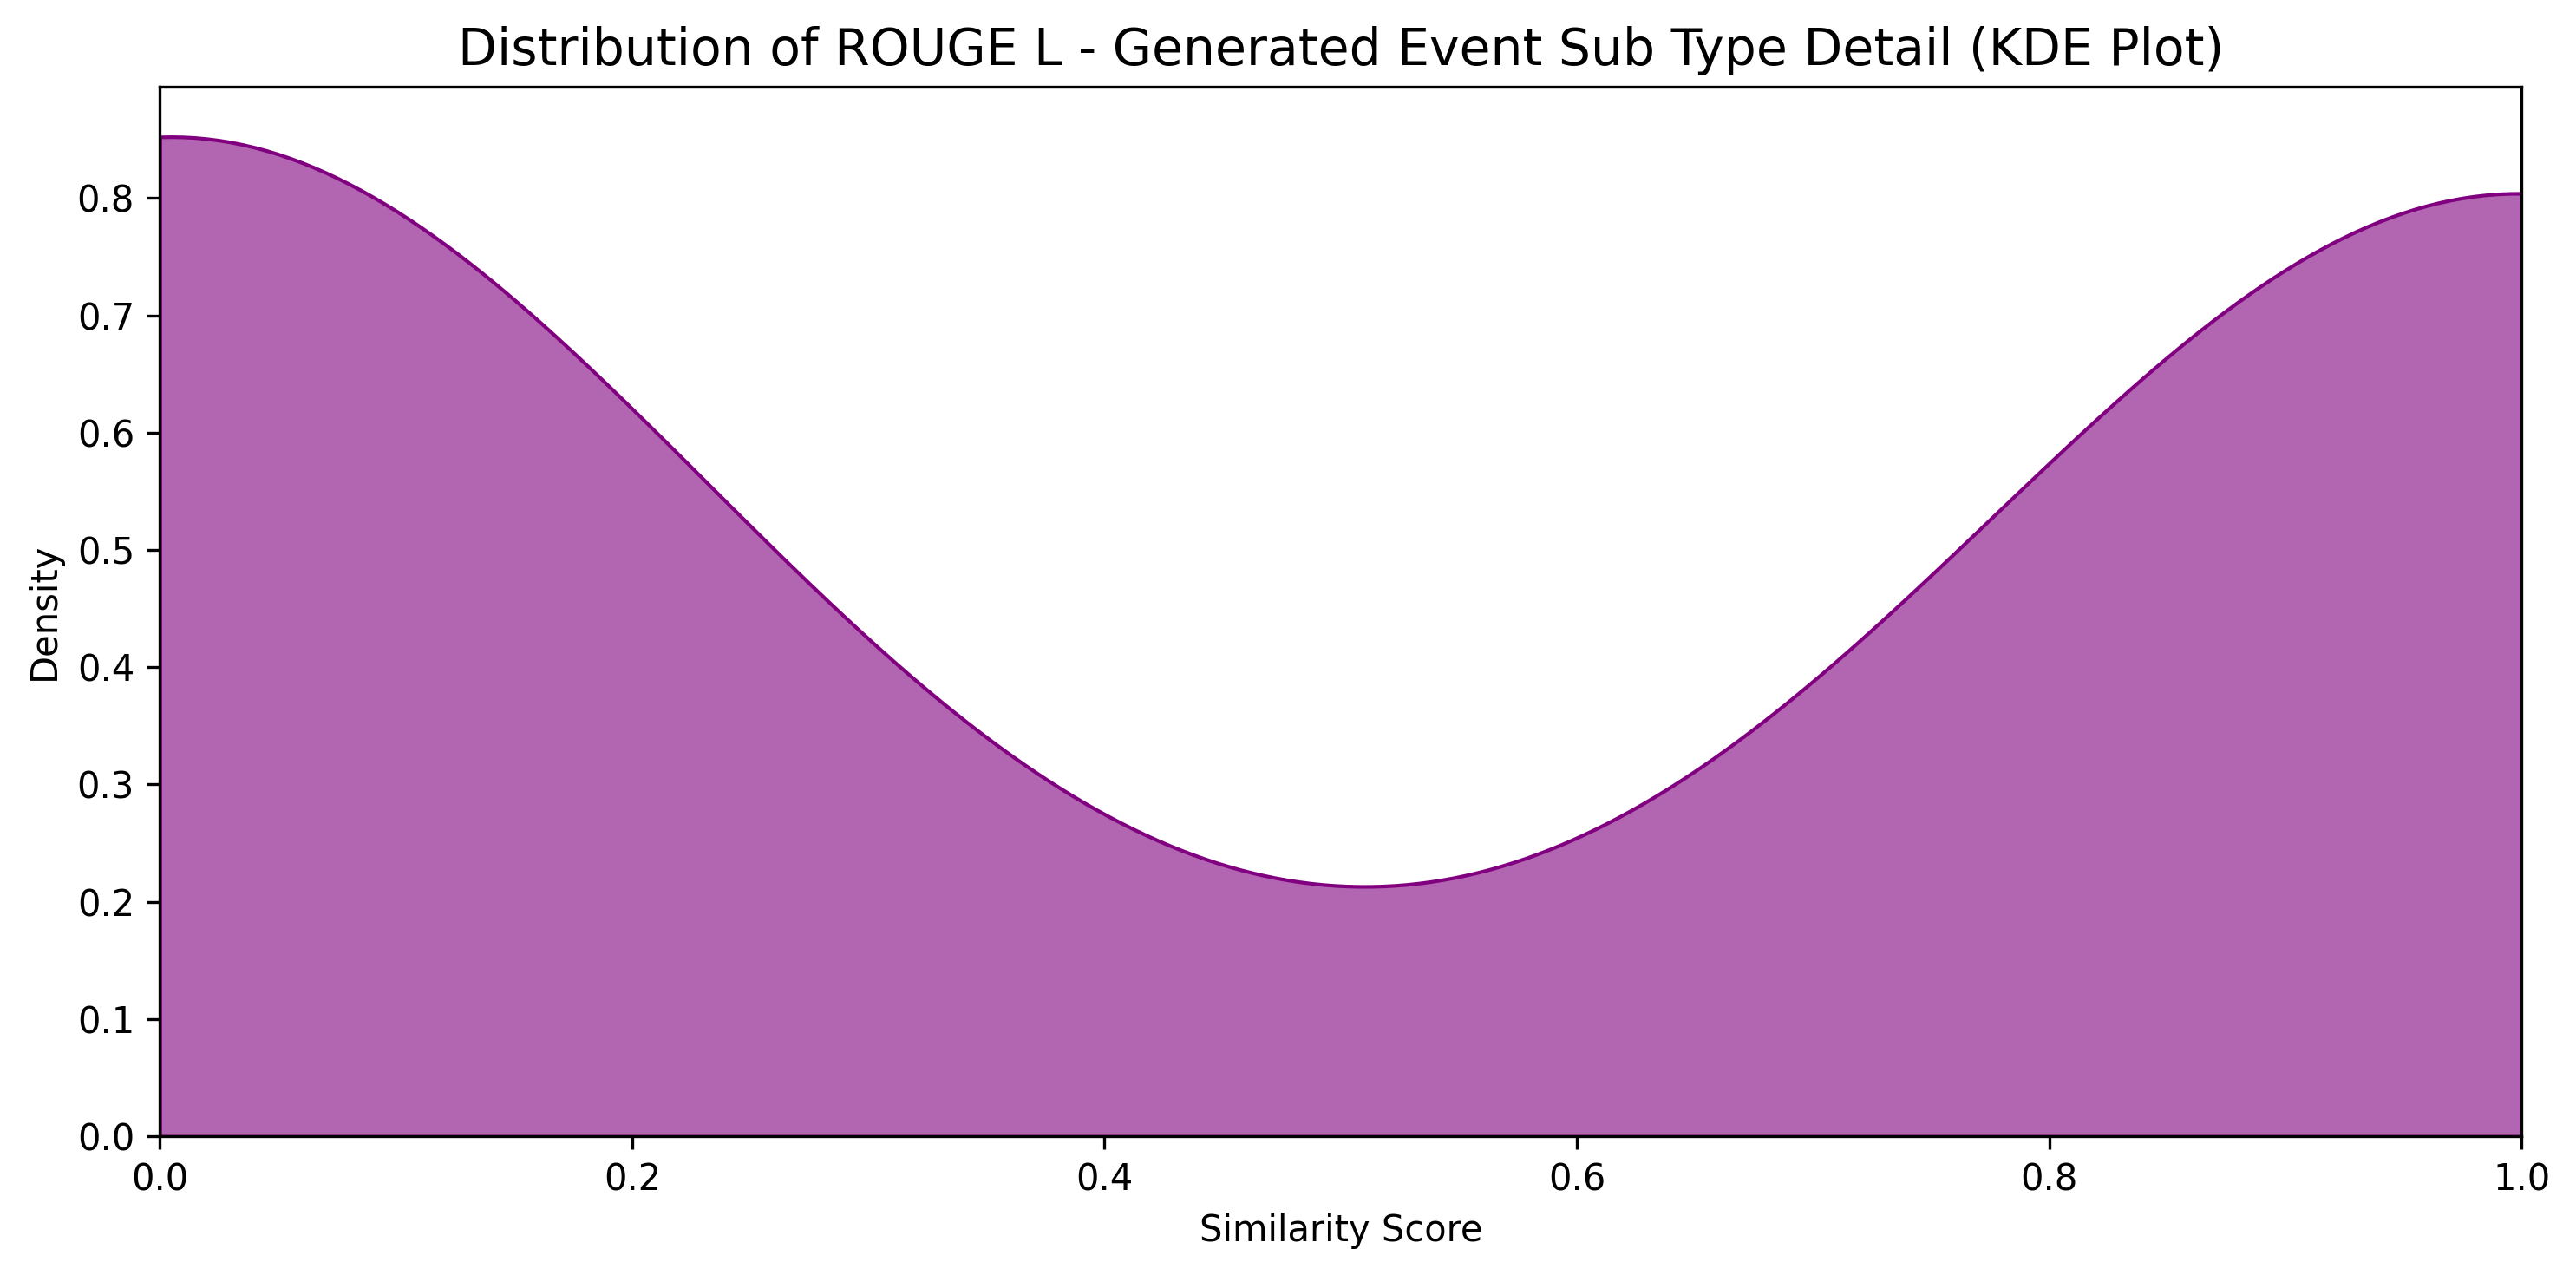 Distribution of ROUGE L - Generated Event Sub Type Detail (KDE Plot)
Density
0.8
0.7
0.6
0.5
0.4
0.3
0.2
0.1
0.0
0.0 0.2 0.4 0.6 0.8 1.0
Similarity Score